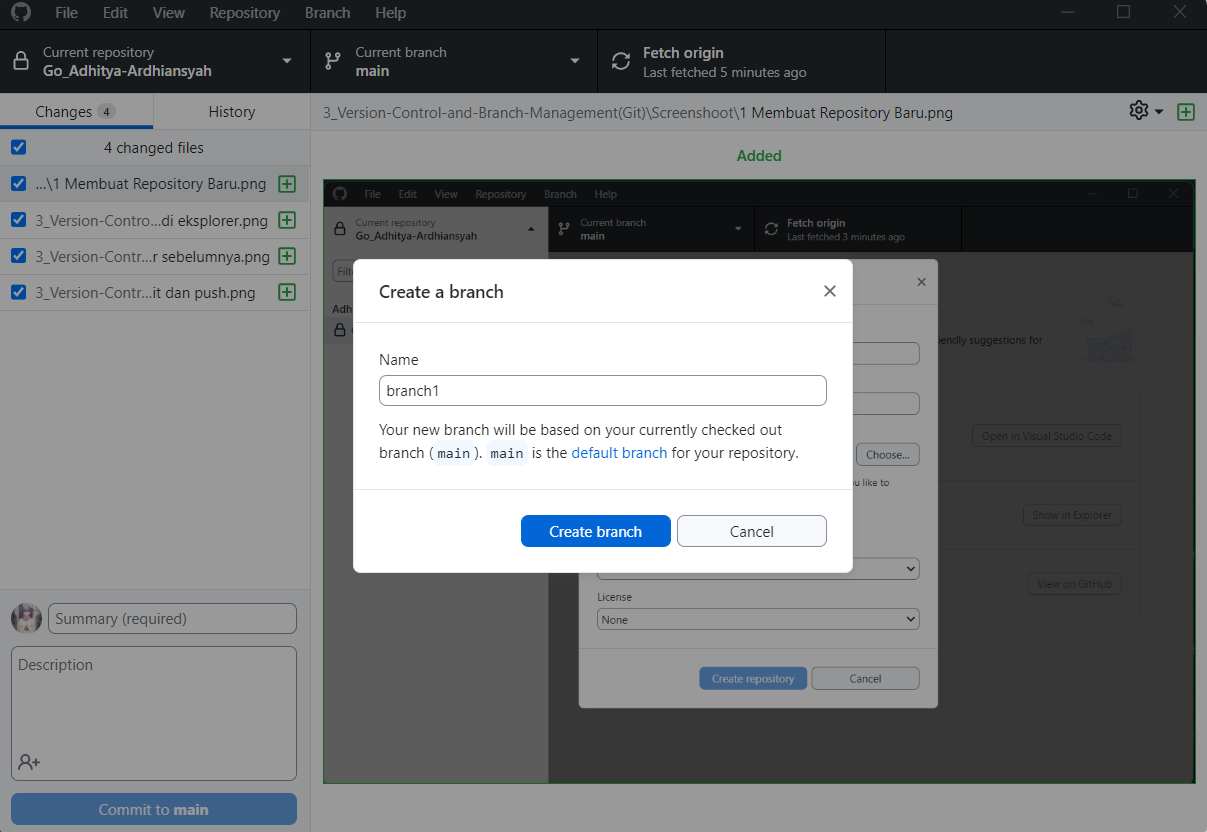 File Edit View Repository Branch Help
Current repository
Go_Adhitya-Ardhiansyah
Current branch
main
Fetch origin
Last fetched 5 minutes ago
Changes 4
History
3_Version-Control-and-Branch-Management(Git)\Screenshoot\1 Membuat Repository Baru.png
4 changed files
...\1 Membuat Repository Baru.png
3_Version-Contro...di eksplorer.png
3_Version-Contr...r sebelumnya.png
3_Version-Contr...it dan push.png
Added
File Edit View Repository Branch Help
Current repository
Go_Adhitya-Ardhiansyah
Current branch
main
Fetch origin
Last fetched 3 minutes ago
Filt
Adh
endly suggestions for
Open in Visual Studio Code
Choose...
u like to
Show in Explorer
View on GitHub
License
None
Create repository
Cancel
Create a branch
Name
branch1
Your new branch will be based on your currently checked out
branch (main). main is the default branch for your repository.
Create branch
Cancel
Summary (required)
Description
Commit to main